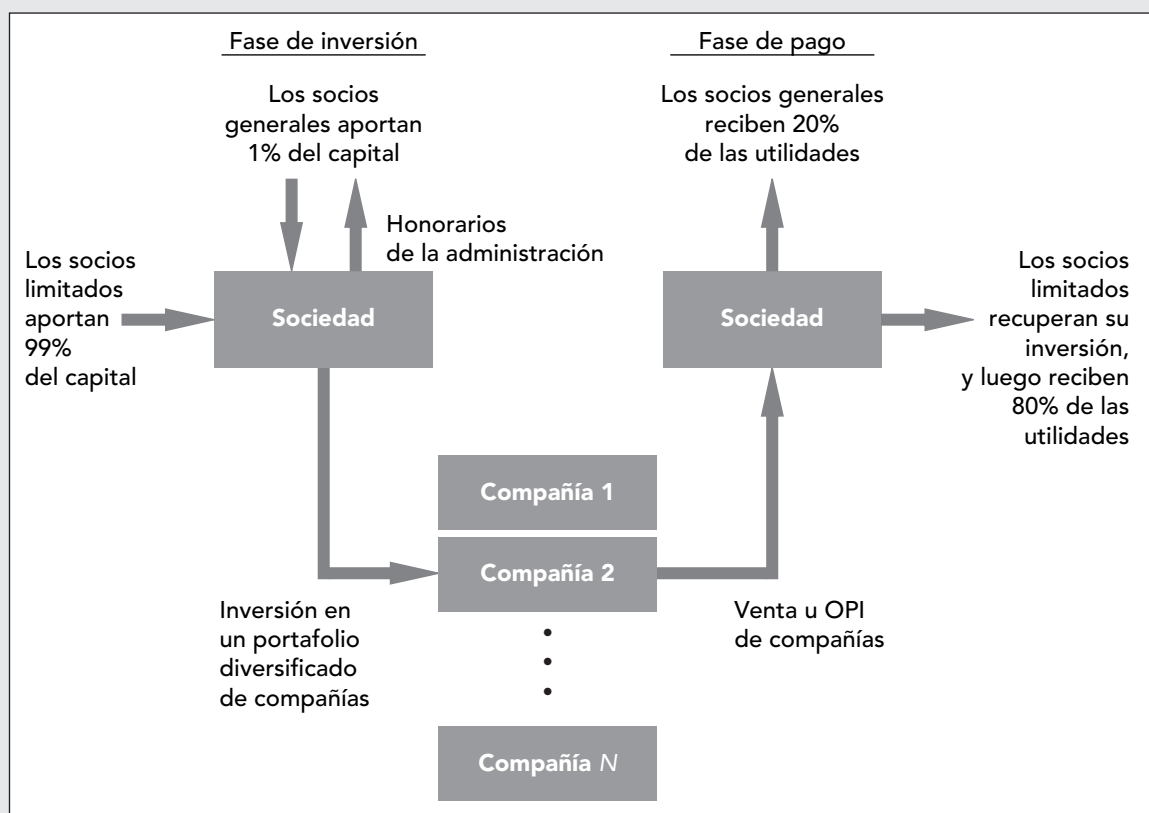 Fase de inversión
Los socios
generales aportan
1% del capital
Honorarios
de la administración
Los socios
limitados
aportan
99%
del capital
Sociedad
Fase de pago
Los socios generales
reciben 20%
de las utilidades
Sociedad
Los socios
limitados
recuperan su
inversión,
y luego reciben
80% de las
utilidades
Compañía 1
Compañía 2
Compañía N
Inversión en
un portafolio
diversificado
de compañías
Venta u OPI
de compañías